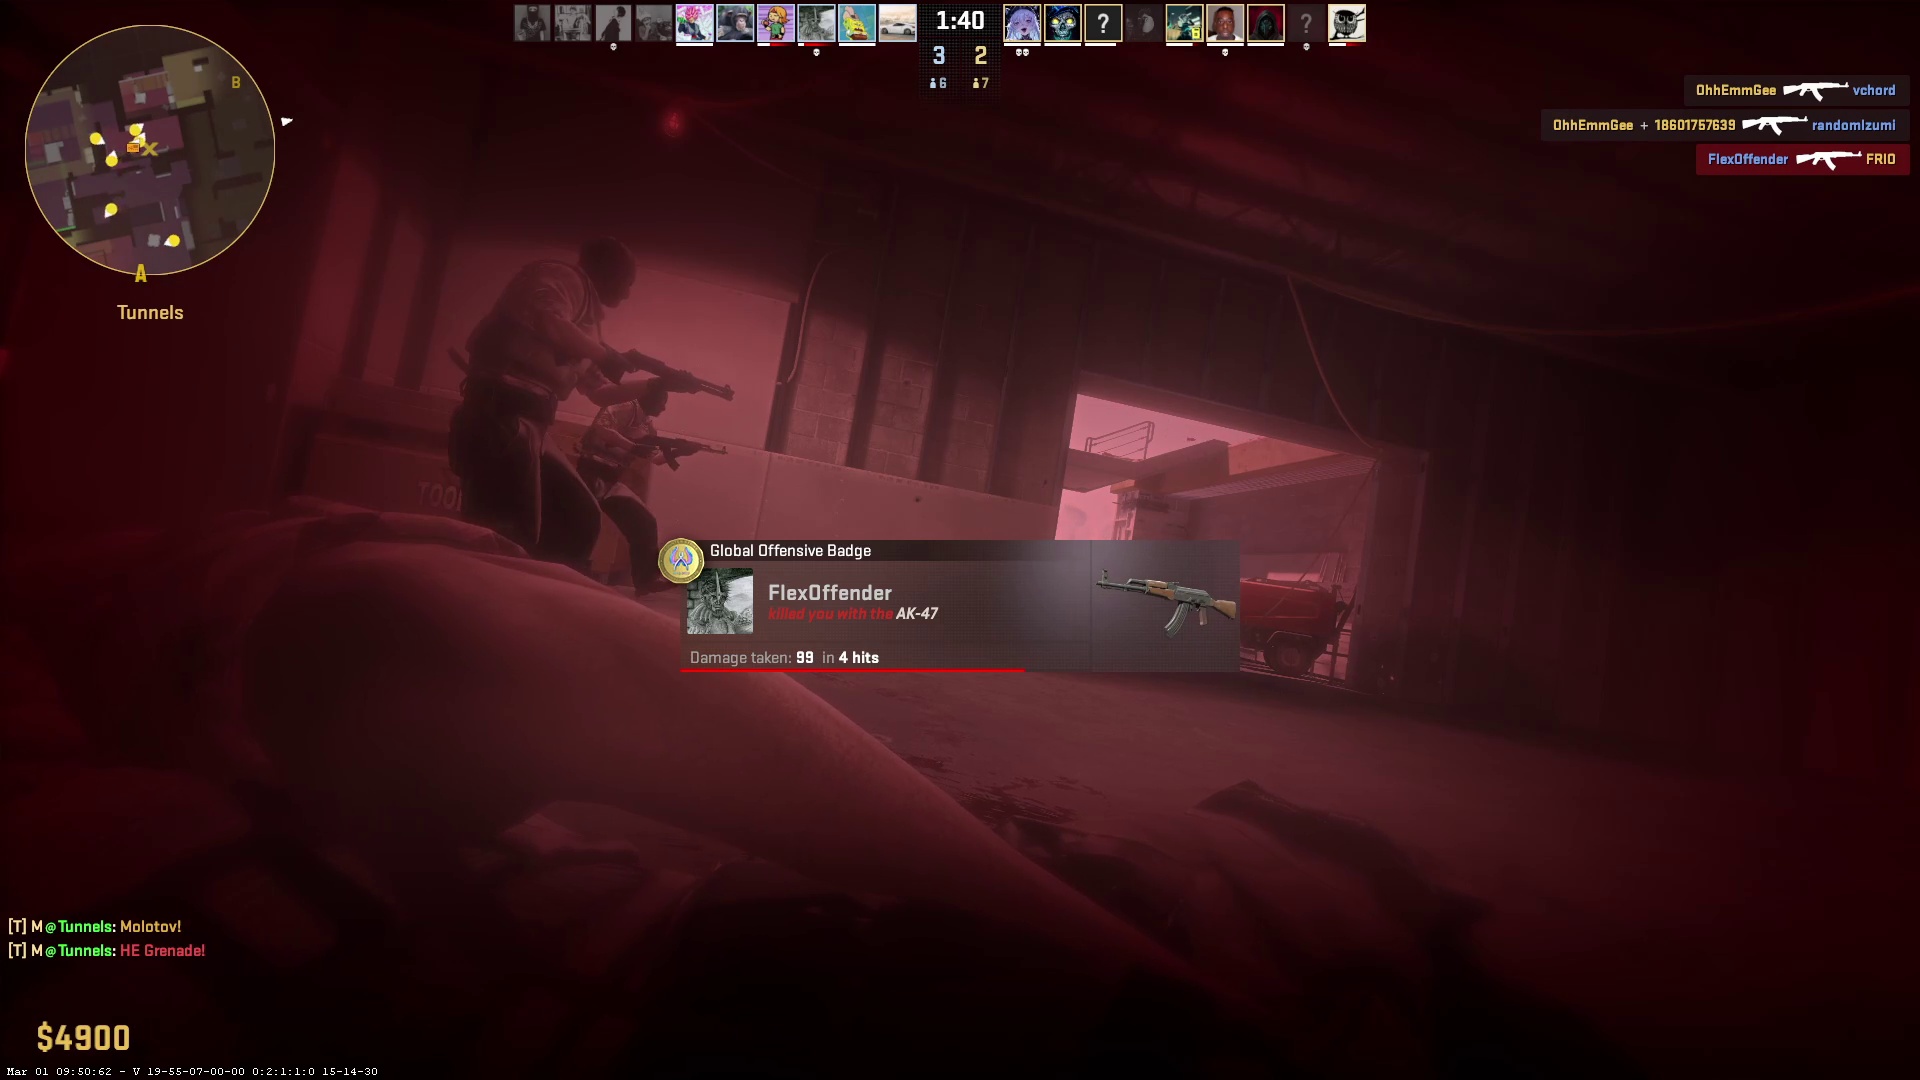 1:40
3 2
6 7
?
?
B
A
Tunnels
OhhEmmGee vchord
OhhEmmGee + 18601757639 randomIzumi
FlexOffender FRIO
TOOL
Global Offensive Badge
FlexOffender
killed you with the AK-47
Damage taken: 99 in 4 hits
[T] M@Tunnels: Molotov!
[T] M@Tunnels: HE Grenade!
$4900
Mar 01 09:50:62 - V 19-55-07-00-00 0:2:1:1:0 15-14-30